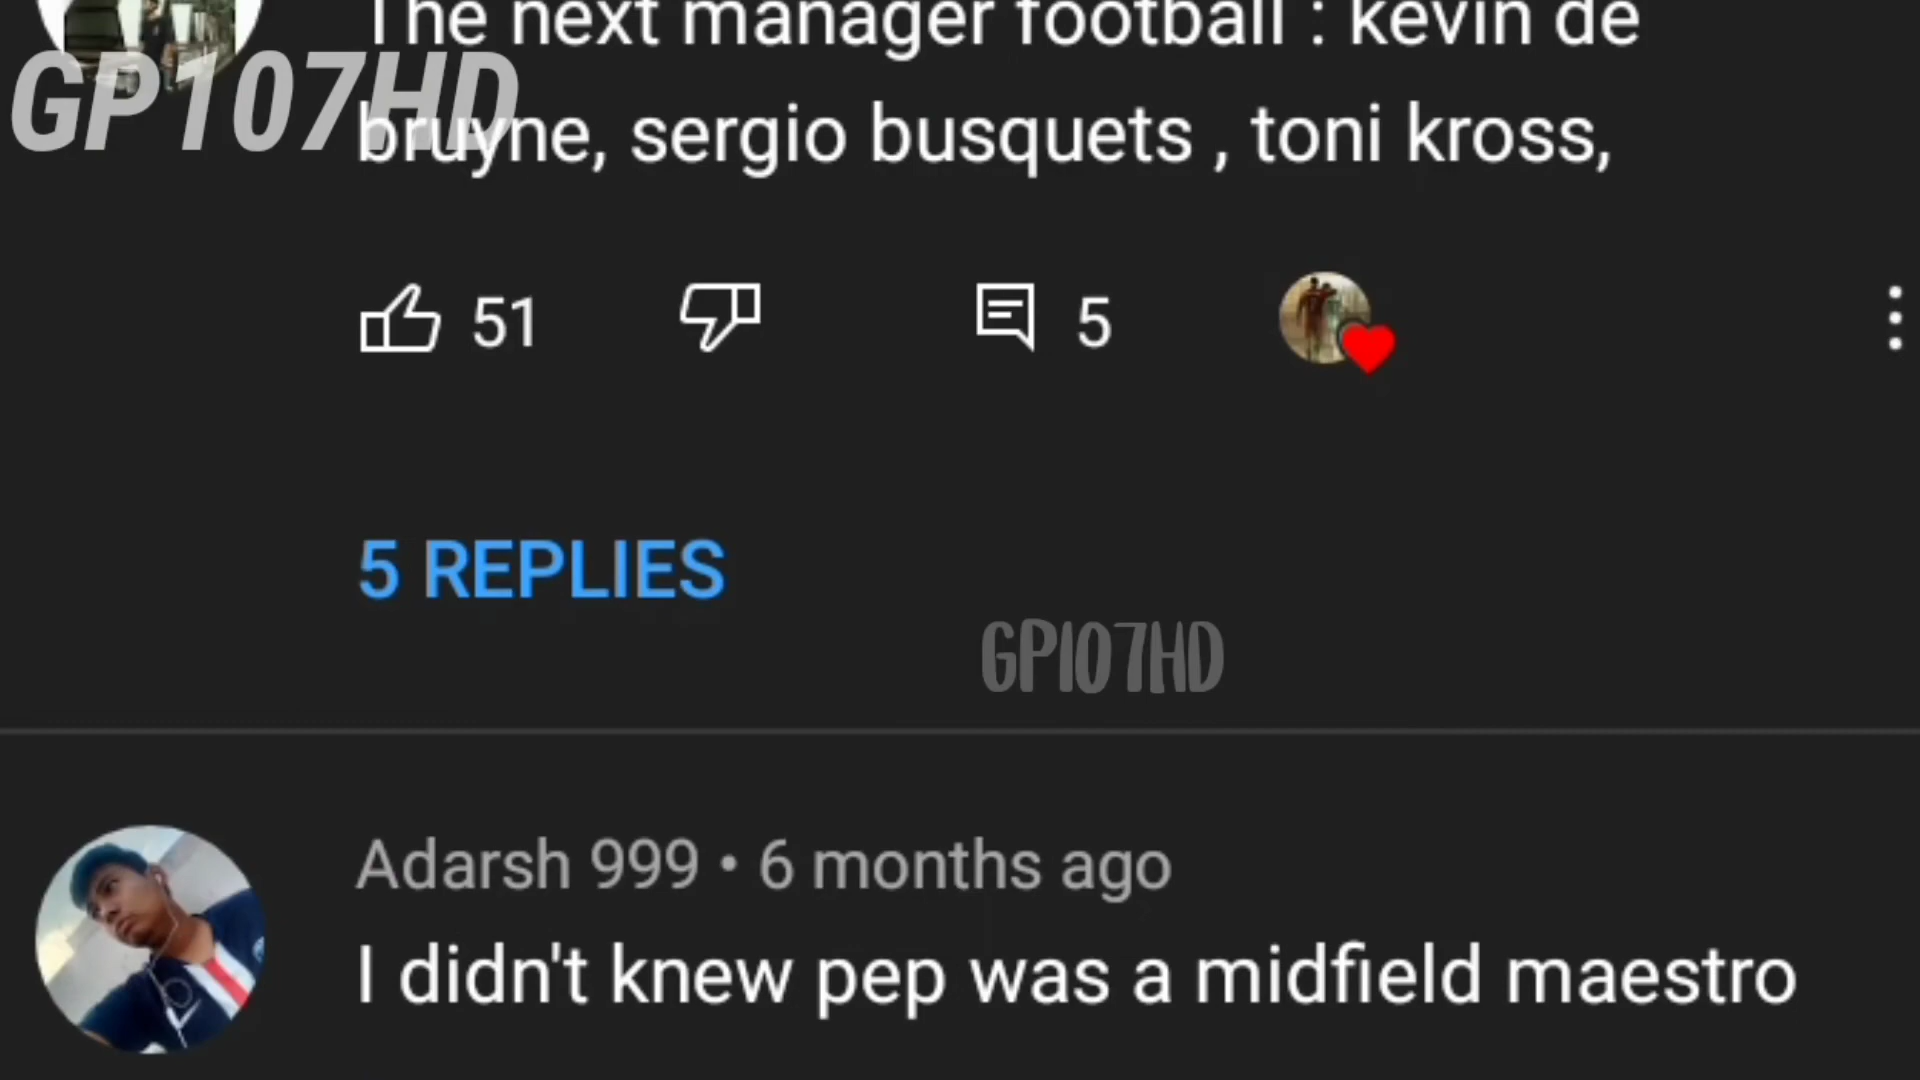 The next manager football : kevin de
GP107HD
bruyne, sergio busquets , toni kross,
51
5
5 REPLIES
GP107HD
Adarsh 999 • 6 months ago
I didn't knew pep was a midfield maestro